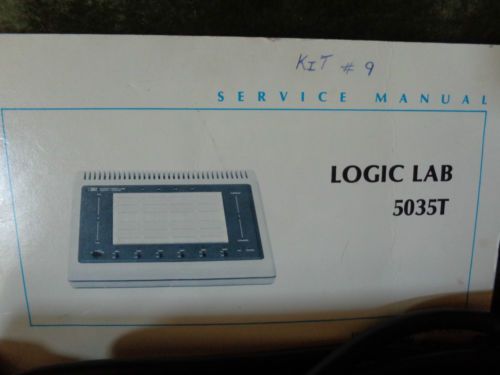 KIT # 9
SERVICE MANUAL
LOGIC LAB
5035T